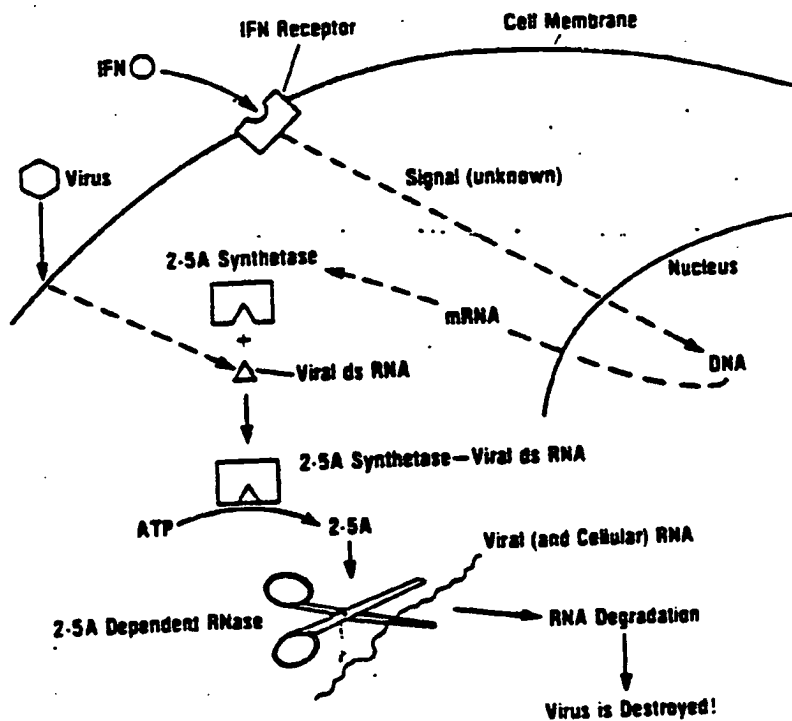 IFN Receptor
Cell Membrane
IFN
Virus
Signal (unknown)
2-5A Synthetase
Nucleus
mRNA
+
DNA
Viral ds RNA
2-5A Synthetase—Viral ds RNA
ATP
2-5A
Viral (and Cellular) RNA
2-5A Dependent RNase
RNA Degradation
Virus is Destroyed!